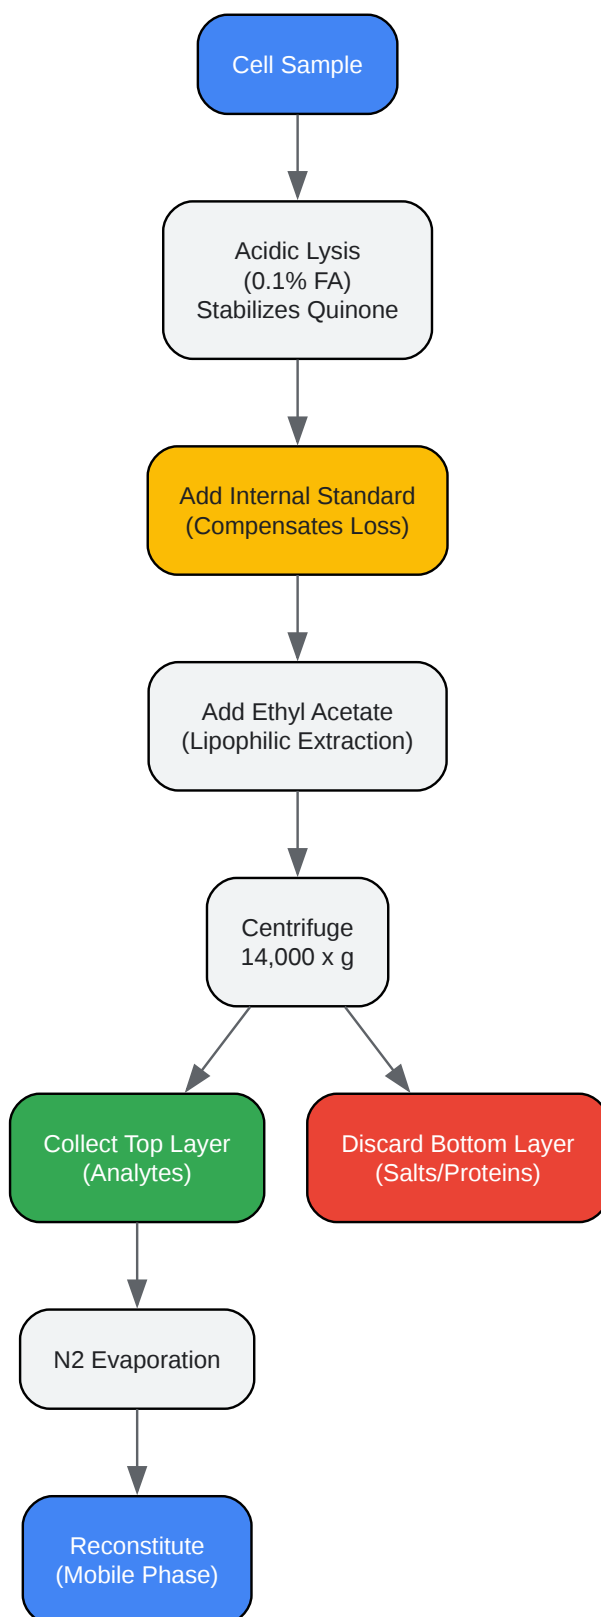 Cell Sample
Acidic Lysis
(0.1% FA)
Stabilizes Quinone
Add Internal Standard
(Compensates Loss)
Add Ethyl Acetate
(Lipophilic Extraction)
Centrifuge
14,000 x g
Collect Top Layer
(Analytes)
Discard Bottom Layer
(Salts/Proteins)
N2 Evaporation
Reconstitute
(Mobile Phase)